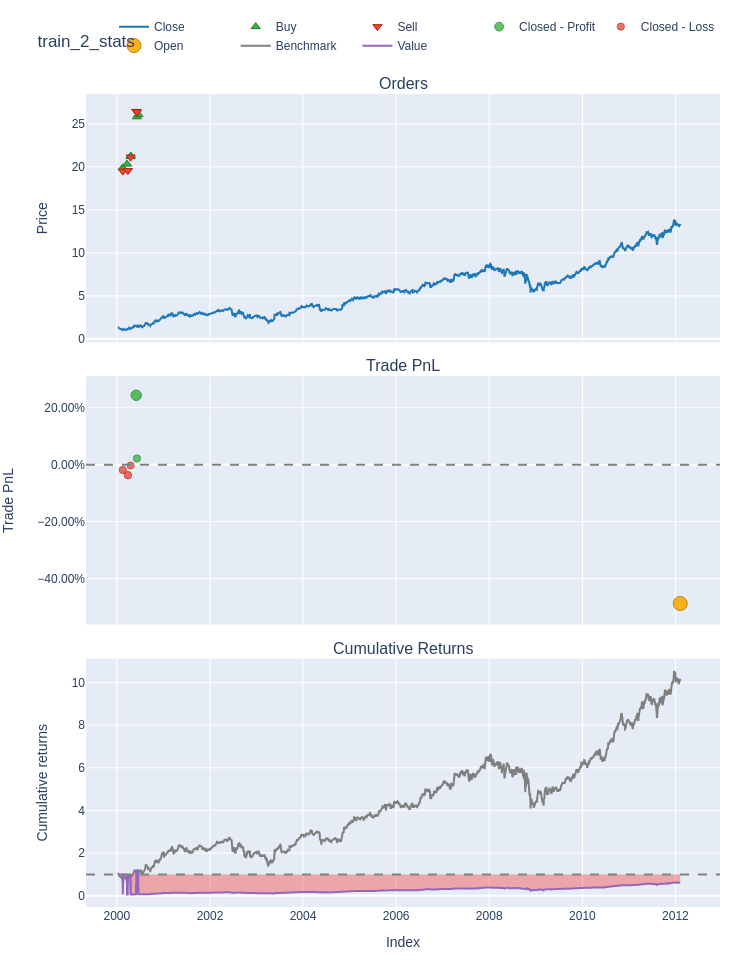 Close Buy Sell Closed - Profit Closed - Loss
train_2_stats
Open Benchmark Value
Orders
25
20
15
10
5
0
Price
Trade PnL
20.00%
0.00%
−20.00%
−40.00%
Trade PnL
Cumulative Returns
10
8
6
4
2
0
Cumulative returns
2000 2002 2004 2006 2008 2010 2012
Index